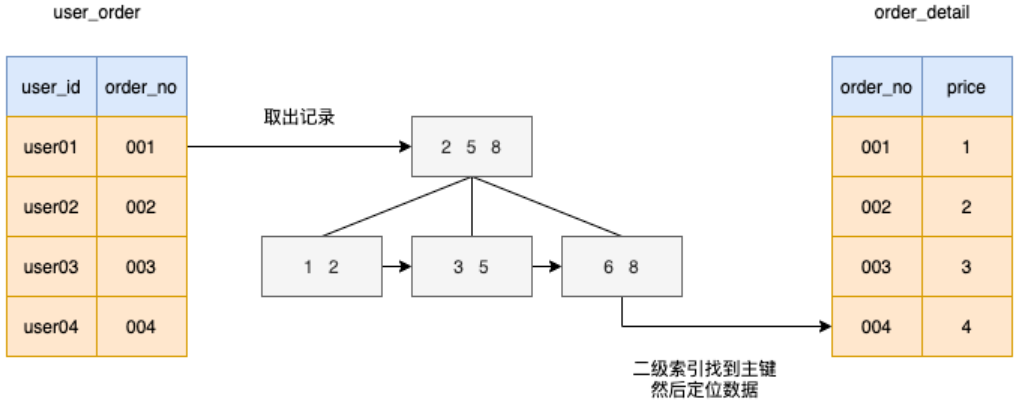 user_order
order_detail
user_id order_no
order_no price
取出记录
user01 001
2 5 8
001 1
user02 002
002 2
user03 003
1 2
3 5
6 8
003 3
user04 004
004 4
二级索引找到主键
然后定位数据